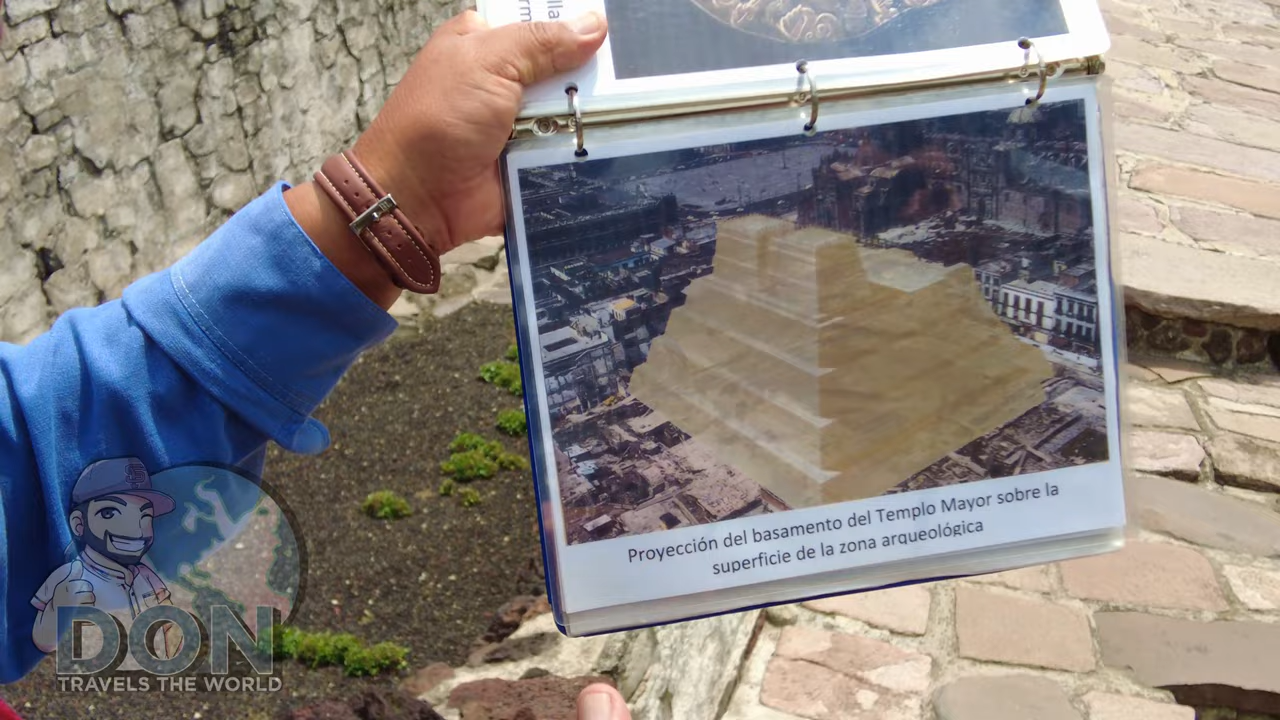 Proyección del basamento del Templo Mayor sobre la
superficie de la zona arqueológica
DON
TRAVELS THE WORLD